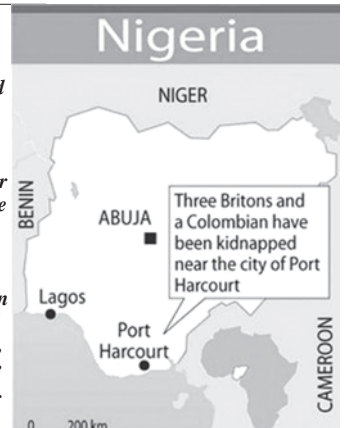 Nigeria
NIGER
BENIN
ABUJA
Three Britons and
a Colombian have
been kidnapped
near the city of Port
Harcourt
Lagos
Port
Harcourt
CAMEROON
0 200 km